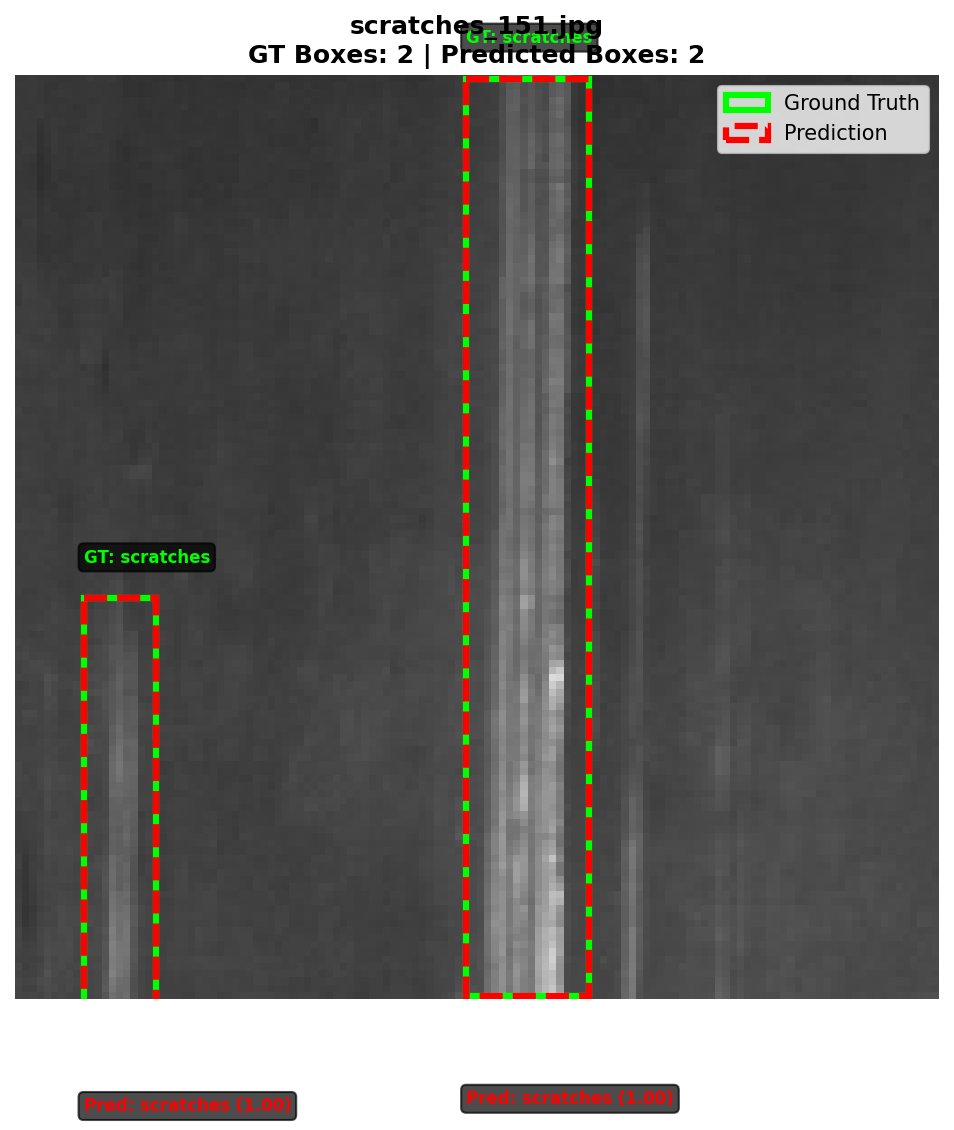 scratches_151.jpg
GT Boxes: 2 | Predicted Boxes: 2
GT: scratches
Ground Truth
Prediction
GT: scratches
Pred: scratches (1.00)
Pred: scratches (1.00)